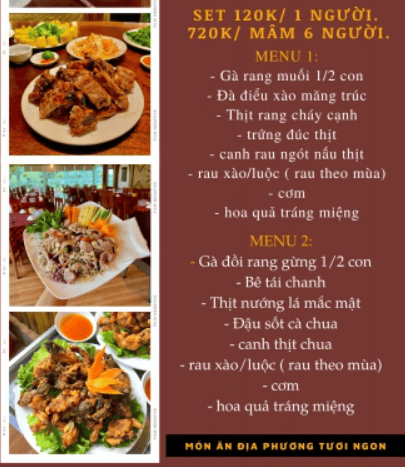 SET 120K/ 1 NGƯỜI.
720K/ MÂM 6 NGƯỜI.
MENU 1:
- Gà rang muối 1/2 con
- Đà điểu xào măng trúc
- Thịt rang cháy cạnh
- trứng đúc thịt
- canh rau ngót nấu thịt
- rau xào/luộc ( rau theo mùa)
- cơm
- hoa quả tráng miệng
MENU 2:
- Gà đồi rang gừng 1/2 con
- Bê tái chanh
- Thịt nướng lá mắc mật
- Đậu sốt cà chua
- canh thịt chua
- rau xào/luộc ( rau theo mùa)
- cơm
- hoa quả tráng miệng
MÓN ĂN ĐỊA PHƯƠNG TƯƠI NGON